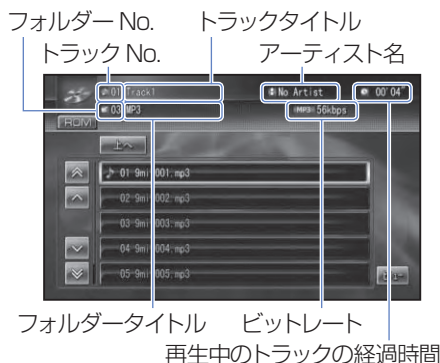 フォルダー No.　トラックタイトル
トラック No.　アーティスト名
01 Track1　No Artist　00'04"
03 MP3　MP3 56kbps
ROM
上へ
01 9mi 001.mp3
02 9mi 002.mp3
03 9mi 003.mp3
04 9mi 004.mp3
05 9mi 005.mp3
フォルダータイトル　ビットレート
再生中のトラックの経過時間